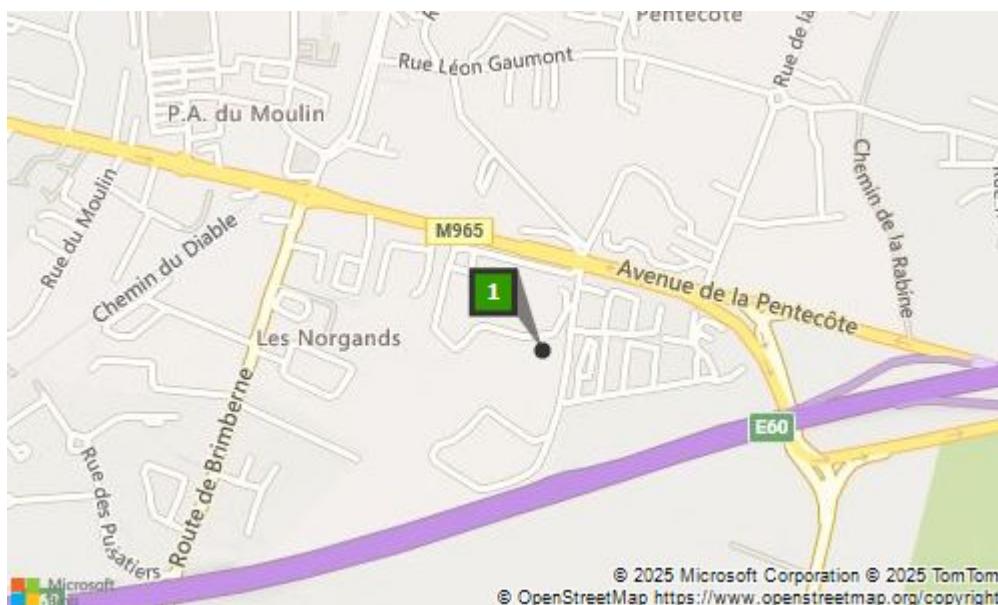 Pentecôte
Rue de la
Rue Léon Gaumont
P.A. du Moulin
Chemin de la Rabine
Rue du Moulin
Chemin du Diable
M965
Avenue de la Pentecôte
1
Les Norgands
Route de Brimberne
E60
Rue des Puisatiers
Microsoft
© 2025 Microsoft Corporation © 2025 TomTom
© OpenStreetMap https://www.openstreetmap.org/copyright